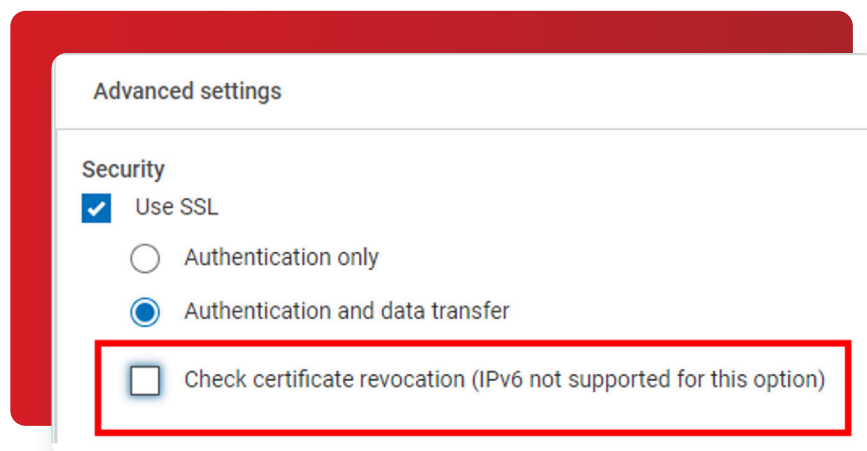 Advanced settings
Security
Use SSL
Authentication only
Authentication and data transfer
Check certificate revocation (IPv6 not supported for this option)